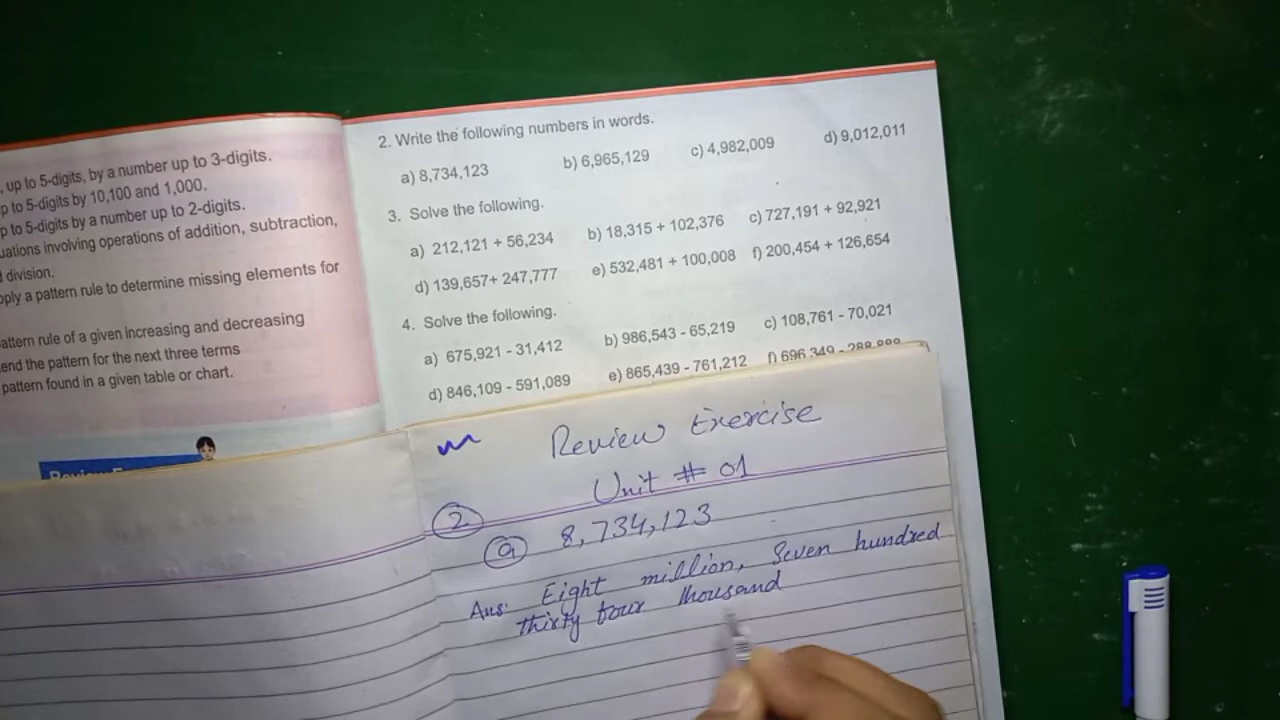 , up to 5-digits, by a number up to 3-digits.
p to 5-digits by 10,100 and 1,000.
p to 5-digits by a number up to 2-digits.
uations involving operations of addition, subtraction,
division.
pply a pattern rule to determine missing elements for
attern rule of a given increasing and decreasing
end the pattern for the next three terms
pattern found in a given table or chart.
2. Write the following numbers in words.
a) 8,734,123 b) 6,965,129 c) 4,982,009 d) 9,012,011
3. Solve the following.
a) 212,121 + 56,234 b) 18,315 + 102,376 c) 727,191 + 92,921
d) 139,657+ 247,777 e) 532,481 + 100,008 f) 200,454 + 126,654
4. Solve the following.
a) 675,921 - 31,412 b) 986,543 - 65,219 c) 108,761 - 70,021
d) 846,109 - 591,089 e) 865,439 - 761,212 f) 696,349 -
Review Exercise
Unit # 01
2
a 8,734,123
Ans: Eight million, Seven hundred
thirty four thousand